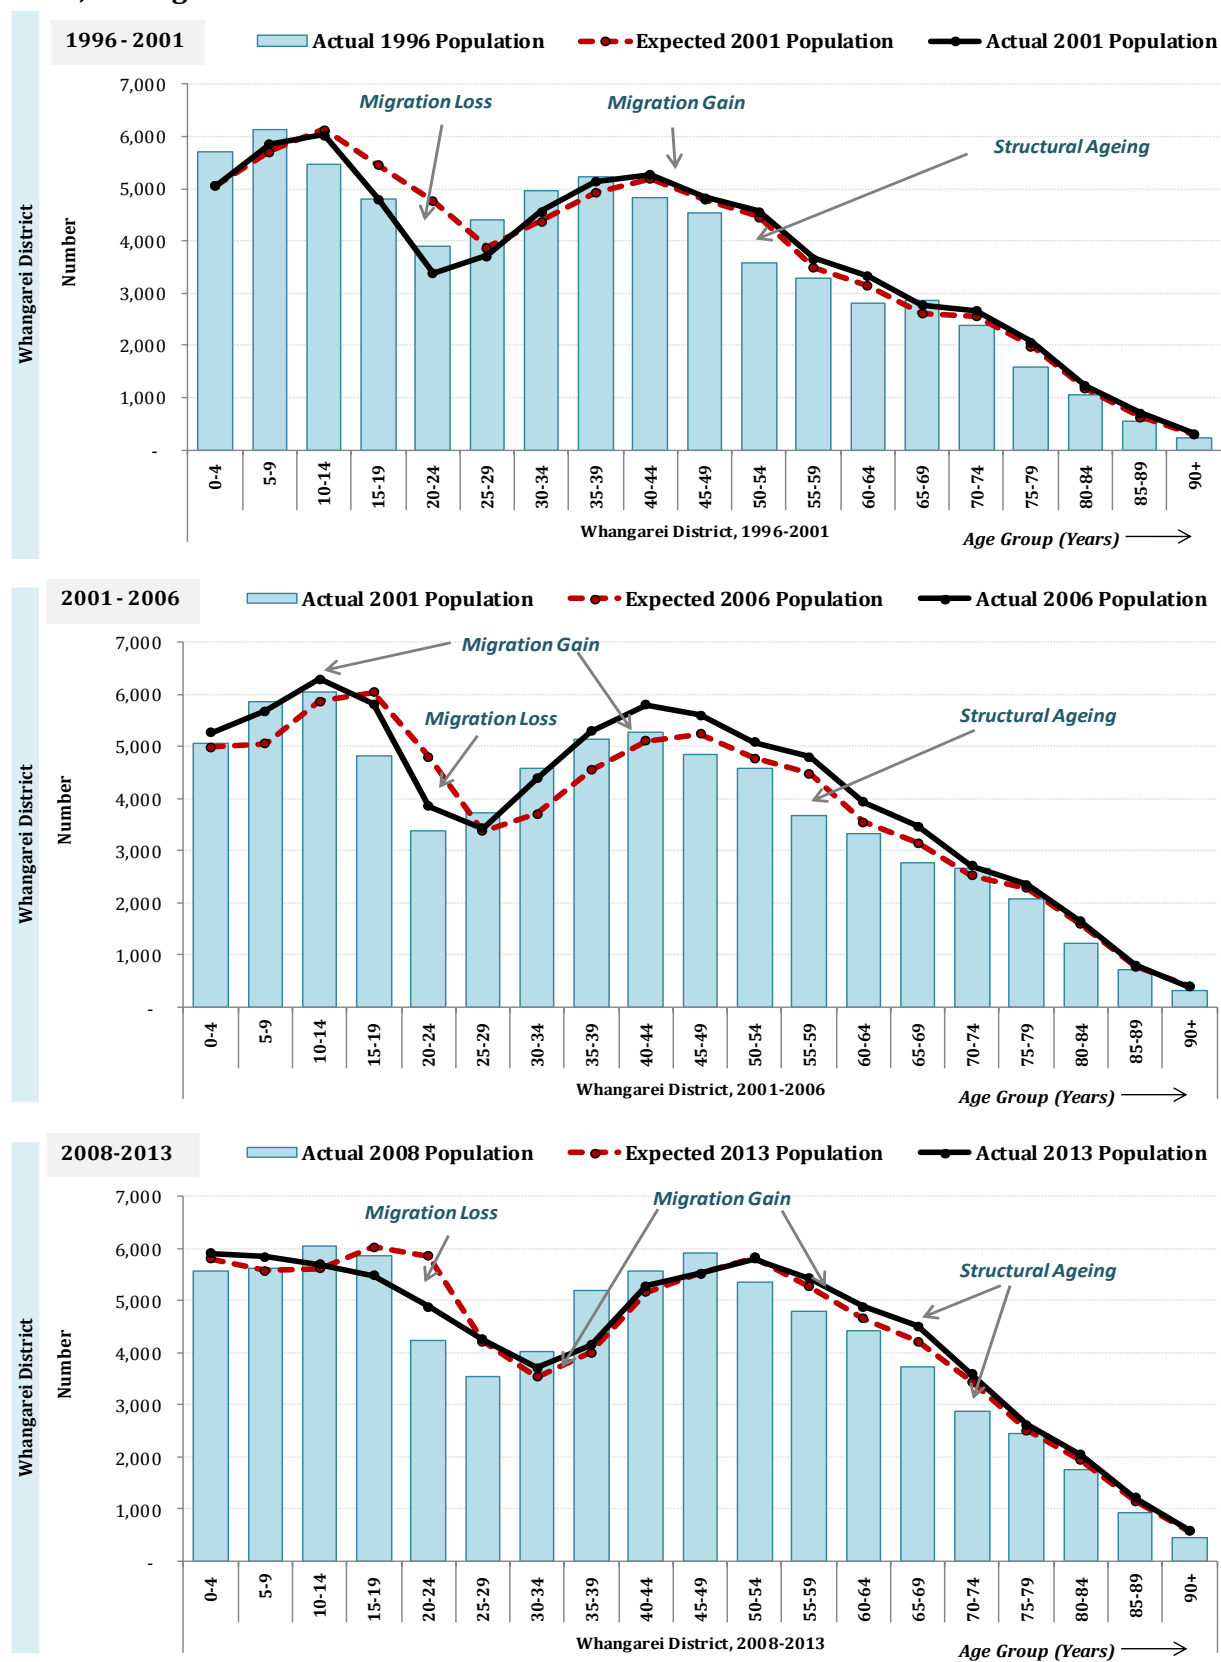 1996 - 2001
Actual 1996 Population
Expected 2001 Population
Actual 2001 Population
Whangarei District
Number
7,000
6,000
5,000
4,000
3,000
2,000
1,000
-
Migration Loss
Migration Gain
Structural Ageing
0-4 5-9 10-14 15-19 20-24 25-29 30-34 35-39 40-44 45-49 50-54 55-59 60-64 65-69 70-74 75-79 80-84 85-89 90+
Whangarei District, 1996-2001
Age Group (Years)
2001 - 2006
Actual 2001 Population
Expected 2006 Population
Actual 2006 Population
Whangarei District
Number
7,000
6,000
5,000
4,000
3,000
2,000
1,000
-
Migration Gain
Migration Loss
Structural Ageing
0-4 5-9 10-14 15-19 20-24 25-29 30-34 35-39 40-44 45-49 50-54 55-59 60-64 65-69 70-74 75-79 80-84 85-89 90+
Whangarei District, 2001-2006
Age Group (Years)
2008-2013
Actual 2008 Population
Expected 2013 Population
Actual 2013 Population
Whangarei District
Number
7,000
6,000
5,000
4,000
3,000
2,000
1,000
-
Migration Loss
Migration Gain
Structural Ageing
0-4 5-9 10-14 15-19 20-24 25-29 30-34 35-39 40-44 45-49 50-54 55-59 60-64 65-69 70-74 75-79 80-84 85-89 90+
Whangarei District, 2008-2013
Age Group (Years)